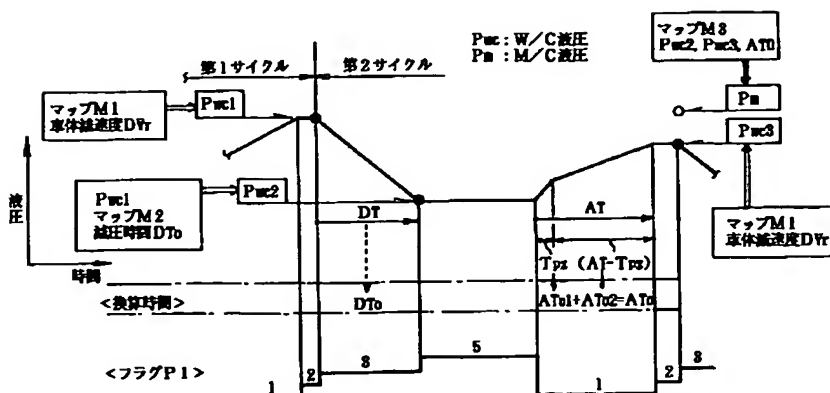 Pwc:W/C液圧
Pm:M/C液圧
マップM3
Pwc2, Pwc3, AT0
第1サイクル
第2サイクル
マップM1
車体減速度DVr
Pwc1
Pm
Pwc3
液圧
Pwc1
マップM2
減圧時間DTo
Pwc2
DT
AT
マップM1
車体減速度DVr
時間
Tpz (AT-Tpz)
<換算時間>
DTo
ATo1+ATo2=ATo
<フラグP1>
1
2
3
5
1
2
3